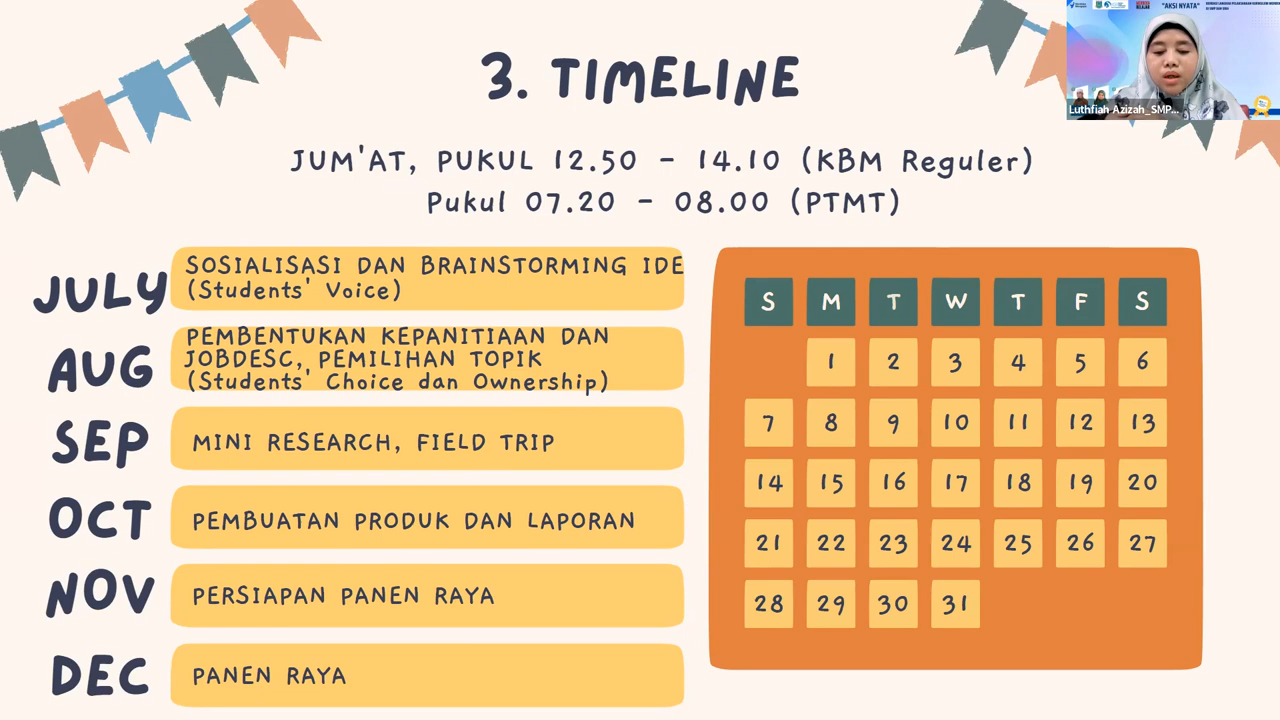 3. TIMELINE
JUM'AT, PUKUL 12.50 - 14.10 (KBM Reguler)
Pukul 07.20 - 08.00 (PTMT)
JULY
SOSIALISASI DAN BRAINSTORMING IDE
(Students' Voice)
AUG
PEMBENTUKAN KEPANITIAAN DAN
JOBDESC, PEMILIHAN TOPIK
(Students' Choice dan Ownership)
SEP
MINI RESEARCH, FIELD TRIP
OCT
PEMBUATAN PRODUK DAN LAPORAN
NOV
PERSIAPAN PANEN RAYA
DEC
PANEN RAYA
S M T W T F S
1 2 3 4 5 6
7 8 9 10 11 12 13
14 15 16 17 18 19 20
21 22 23 24 25 26 27
28 29 30 31
"AKSI NYATA"
Luthfiah Azizah_SMP...